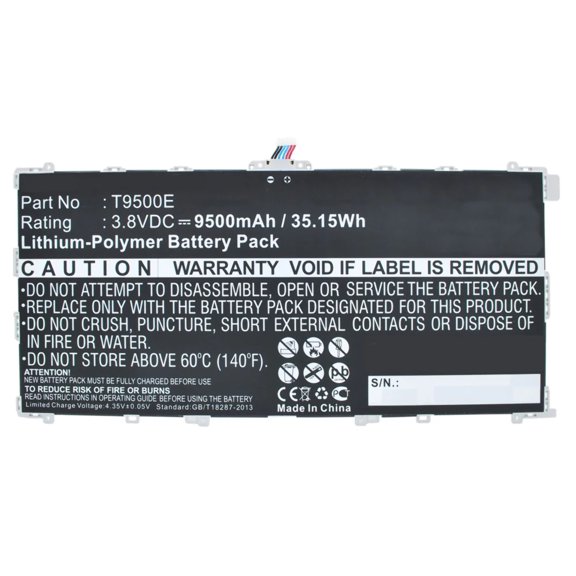 Part No : T9500E
Rating : 3.8VDC ⎓ 9500mAh / 35.15Wh
Lithium-Polymer Battery Pack
CAUTION WARRANTY VOID IF LABEL IS REMOVED
•DO NOT ATTEMPT TO DISASSEMBLE, OPEN OR SERVICE THE BATTERY PACK.
•REPLACE ONLY WITH THE BATTERY PACK DESIGNATED FOR THIS PRODUCT.
•DO NOT CRUSH, PUNCTURE, SHORT EXTERNAL CONTACTS OR DISPOSE OF
IN FIRE OR WATER.
•DO NOT STORE ABOVE 60°C (140°F).
ATTENTION!
NEW BATTERY PACK MUST BE FULLY CHARGED
TO REDUCE RISK OF FIRE OR BURNS
READ INSTRUCTIONS ON OPERATING DEVICE
BEFORE USING THE BATTERY!
Limited Charge Voltage:4.35V±0.05V Standard:GB/T18287-2013
CE
Made In China
S/N.: